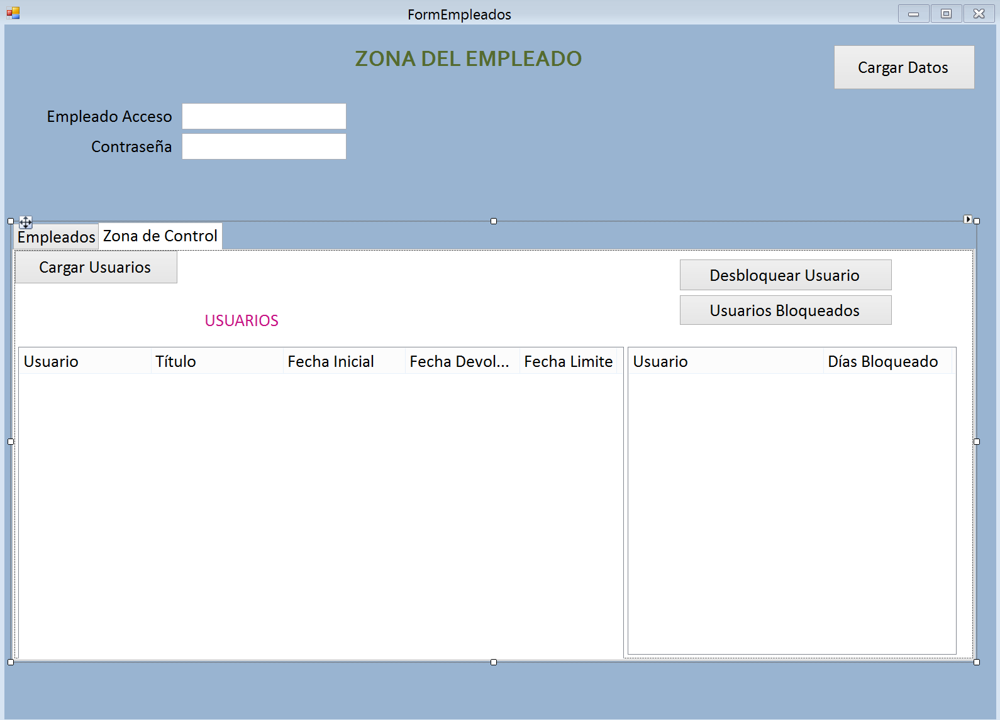 FormEmpleados
ZONA DEL EMPLEADO
Cargar Datos
Empleado Acceso
Contraseña
Empleados
Zona de Control
Cargar Usuarios
Desbloquear Usuario
Usuarios Bloqueados
USUARIOS
Usuario Título Fecha Inicial Fecha Devol... Fecha Limite
Usuario Días Bloqueado